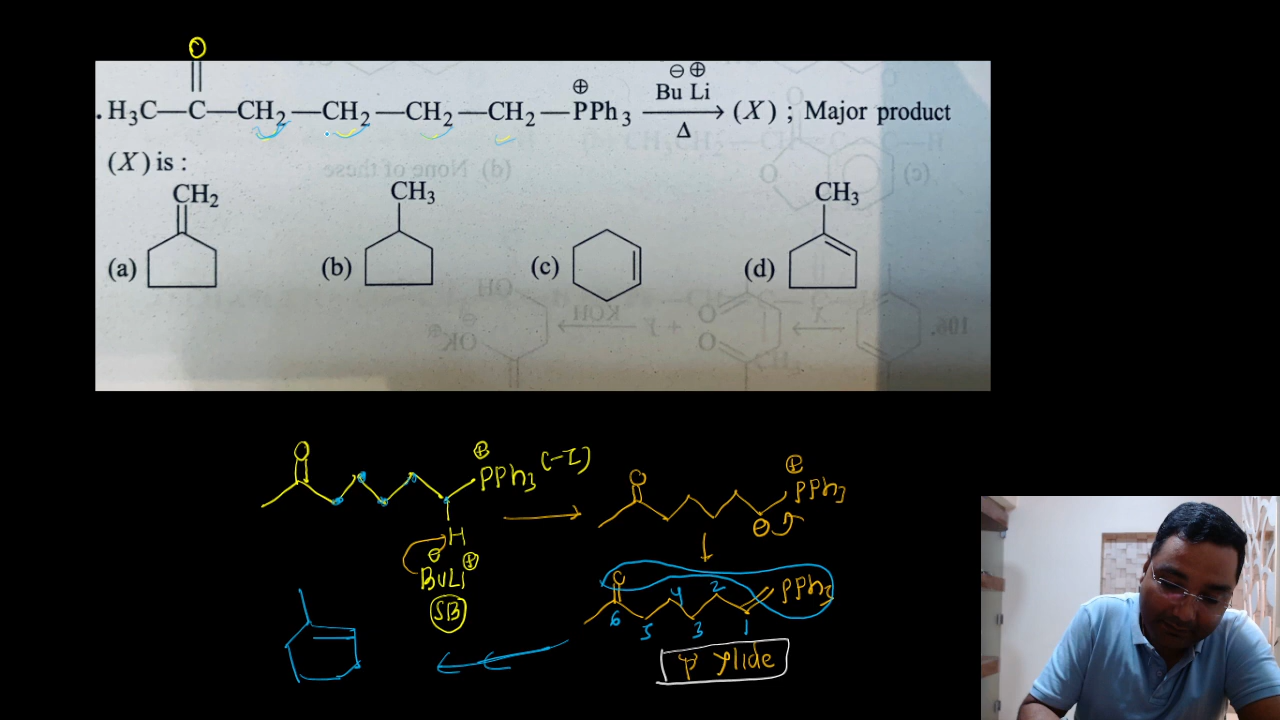 O
. H₃C—C—CH₂—CH₂—CH₂—CH₂—PPh₃ ⊕ ⊖ ⊕ Bu Li Δ → (X) ; Major product
(X) is :
(a) CH₂ (b) CH₃ (c) (d) CH₃
O ⊕ PPh₃ (-I)
H
⊖ ⊕
BuLi
SB
O ⊕ PPh₃
⊖
O PPh₃
6 5 4 3 2 1
P ylide